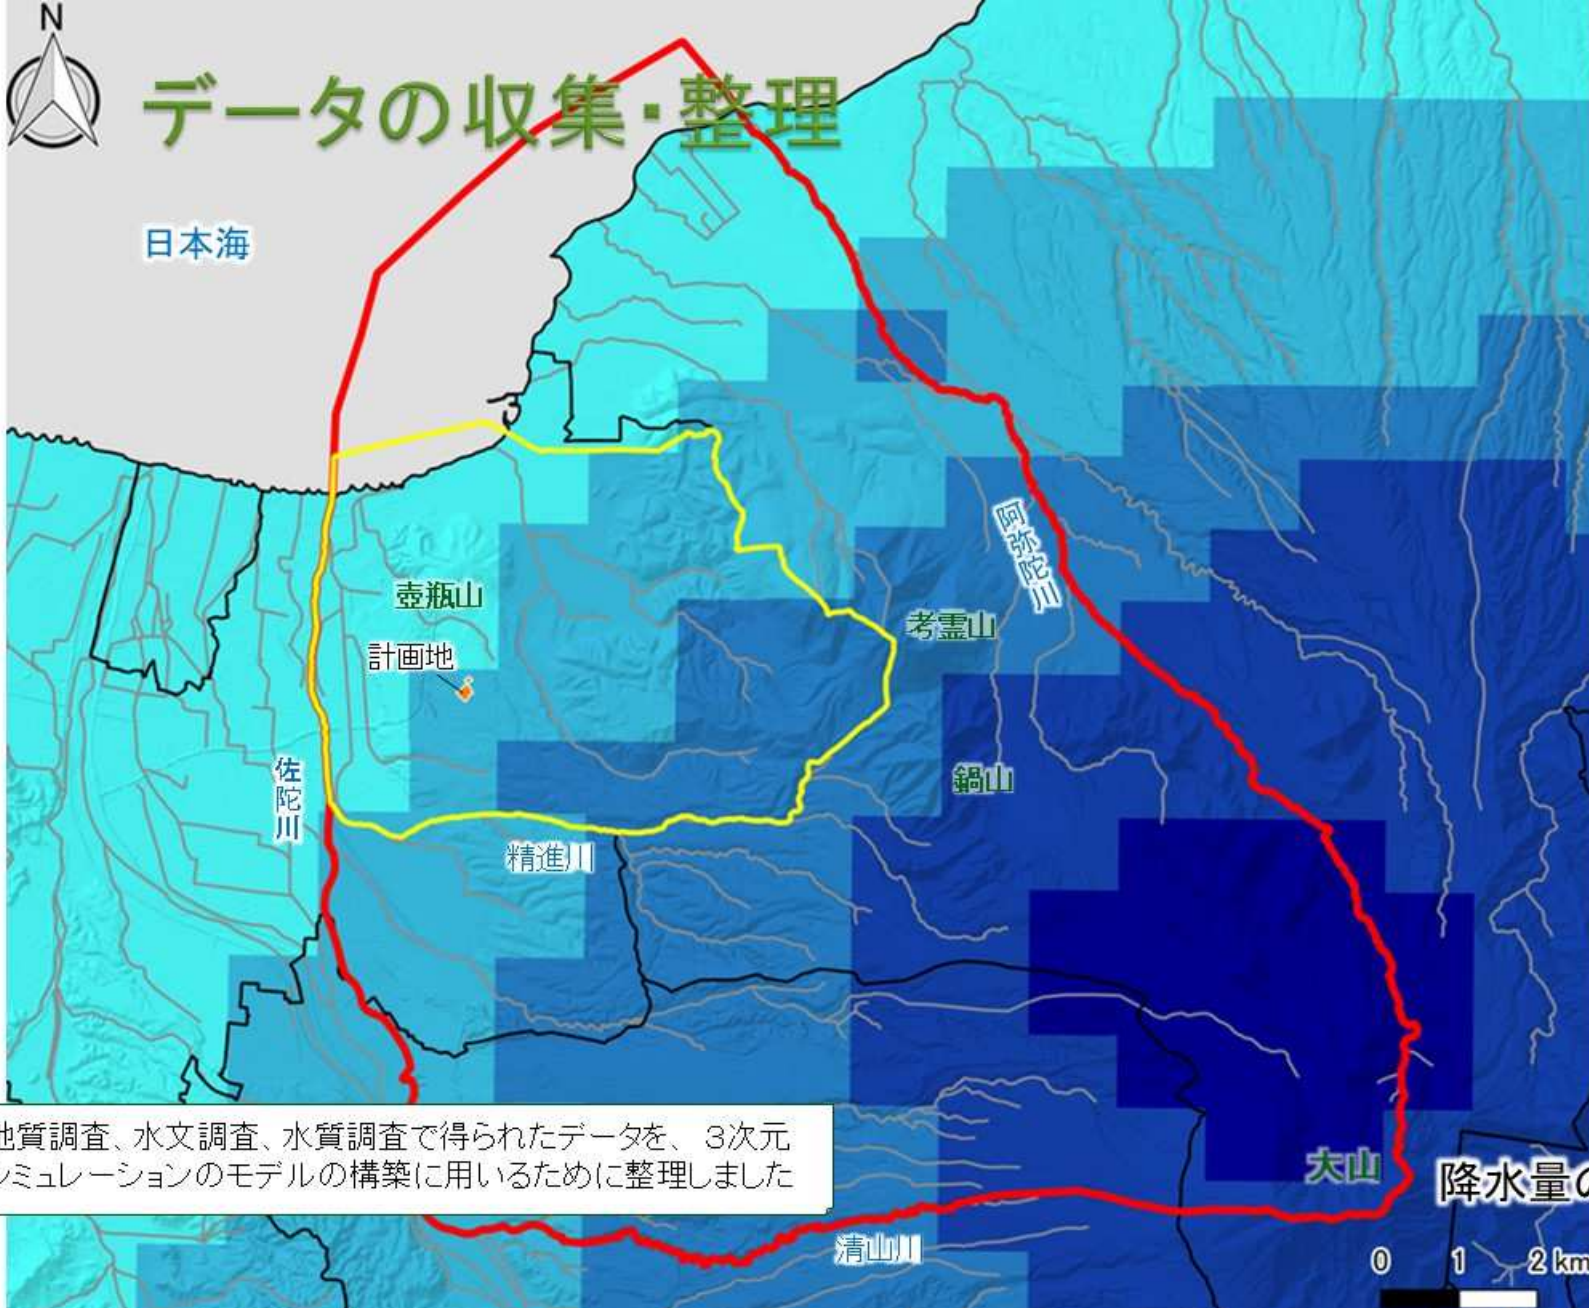 N
データの収集・整理
日本海
阿弥陀川
壺瓶山
考霊山
計画地
佐陀川
鍋山
精進川
地質調査、水文調査、水質調査で得られたデータを、３次元
シミュレーションのモデルの構築に用いるために整理しました
大山
降水量の
清山川
0 1 2 km